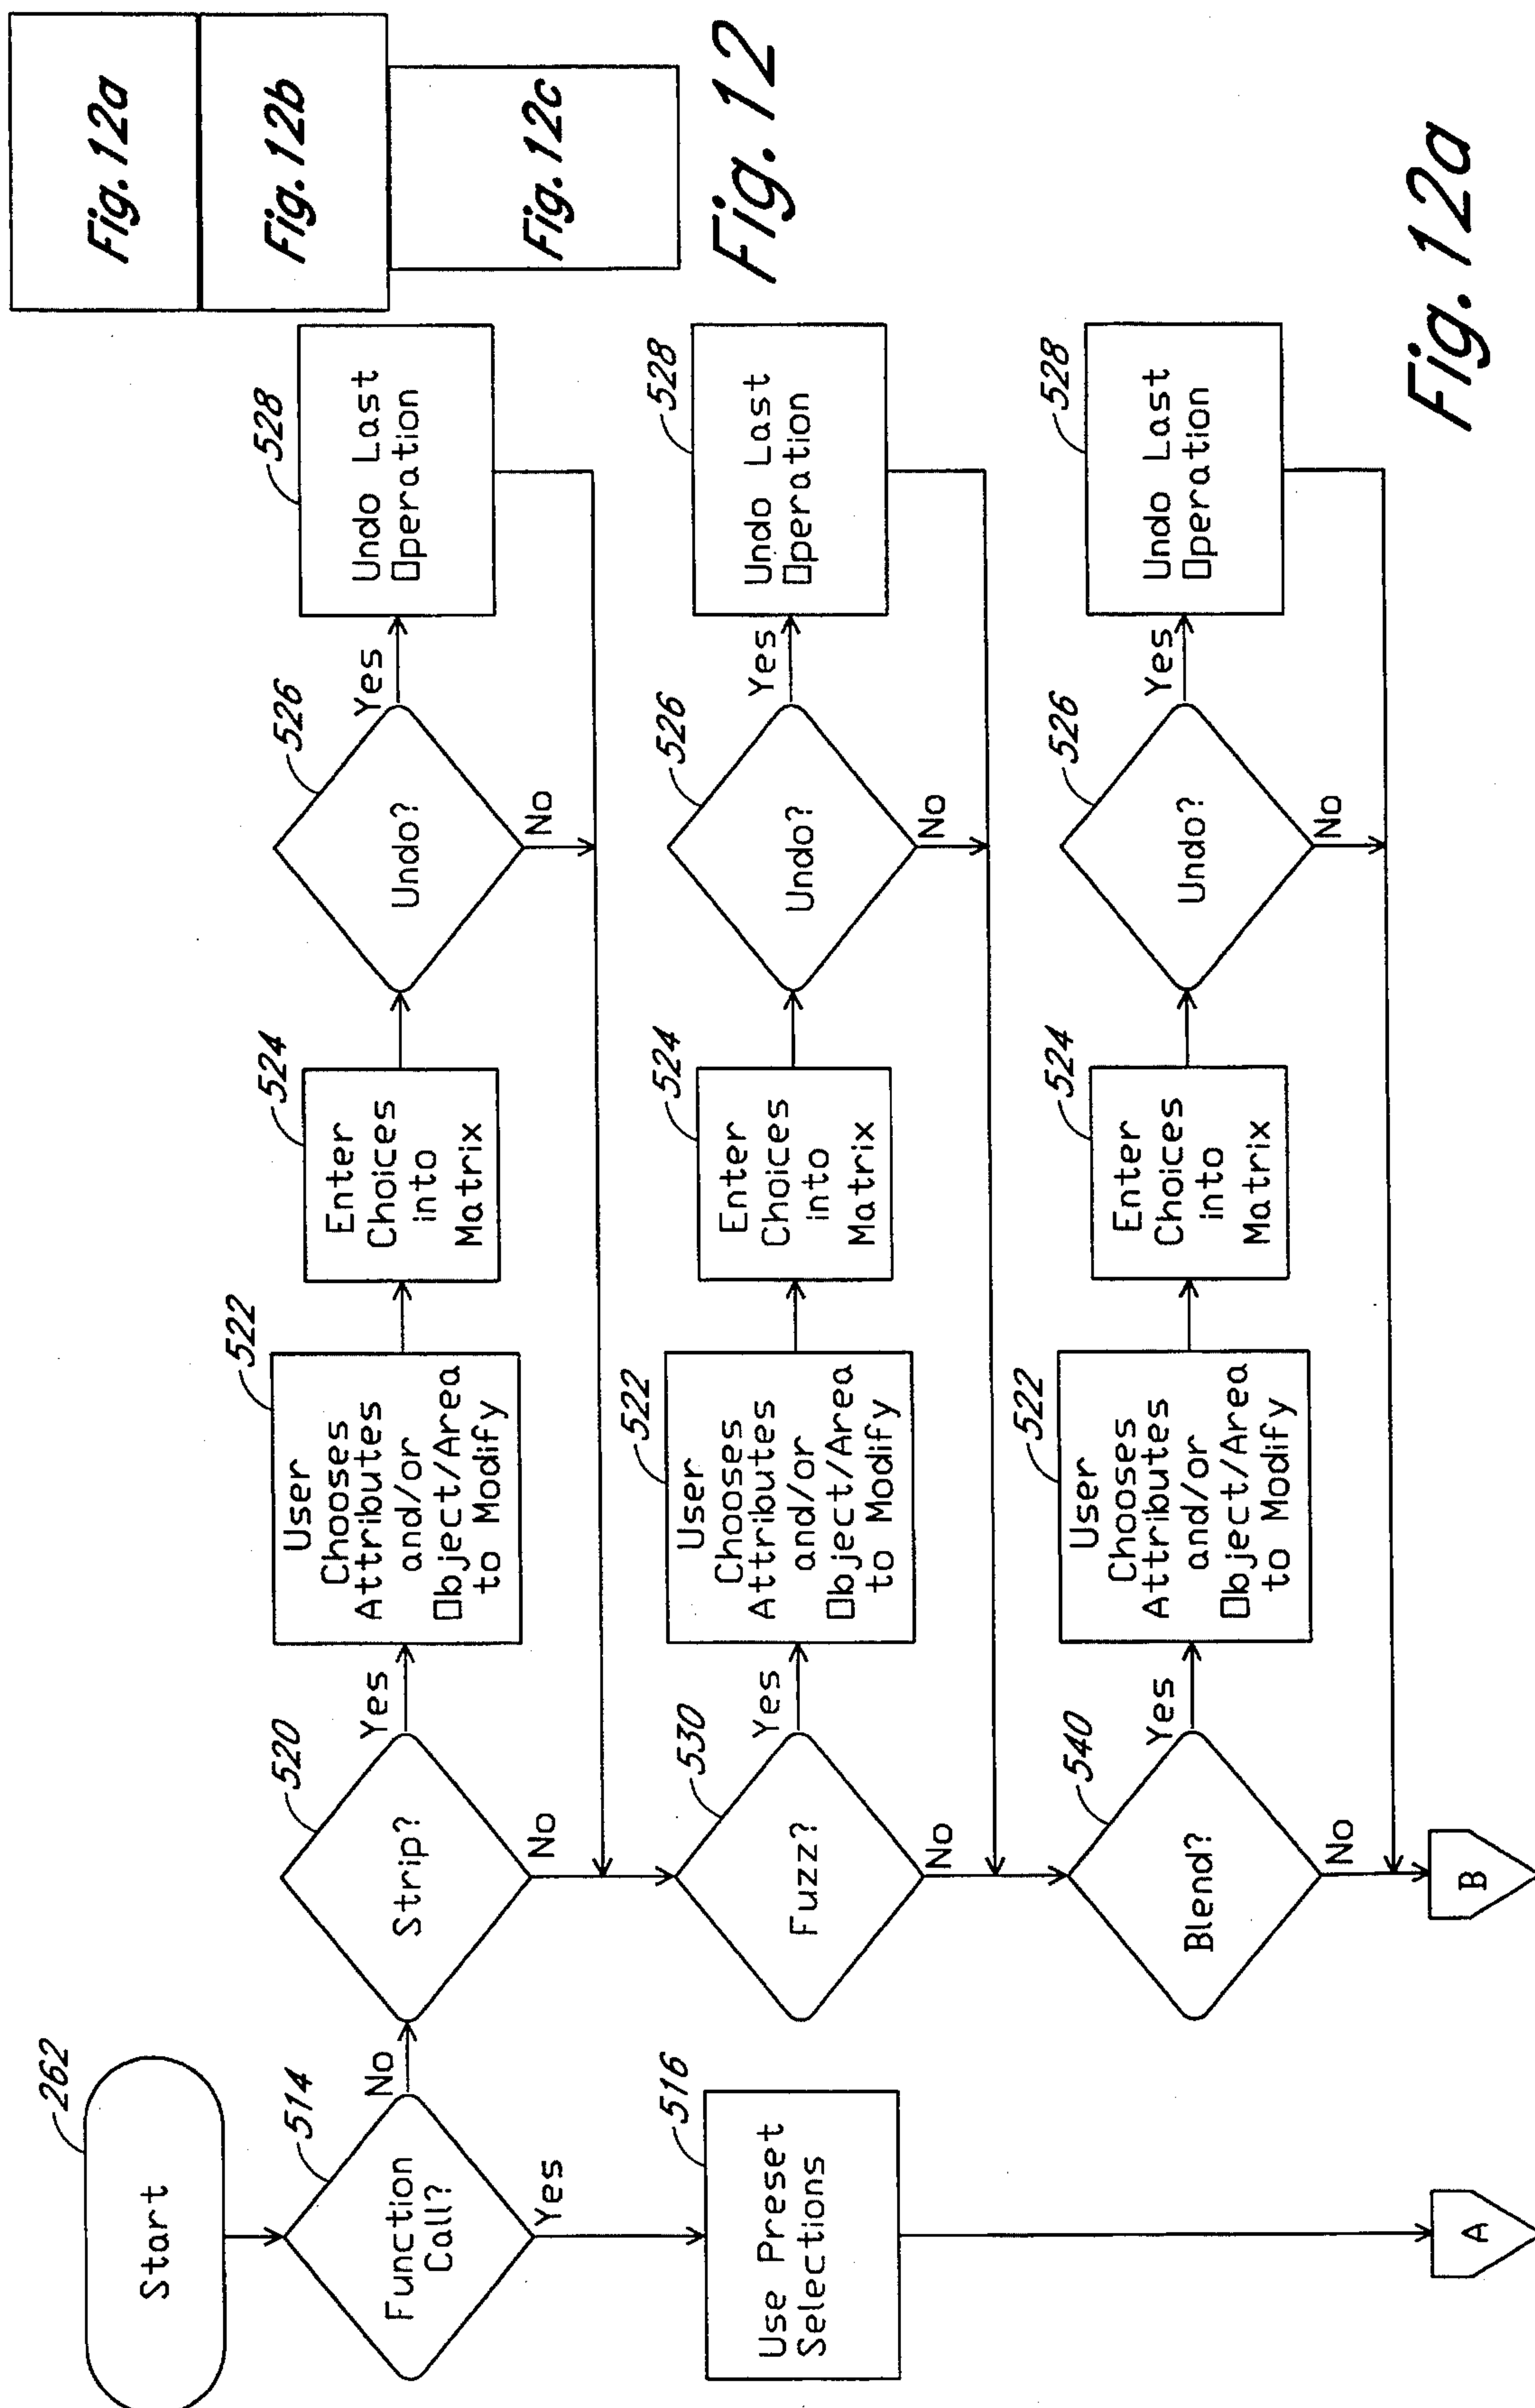 262
Start
514
Function
Call?
No
Yes
516
Use Preset
Selections
A
520
Strip?
Yes
No
522
User
Chooses
Attributes
and/or
Object/Area
to Modify
524
Enter
Choices
into
Matrix
526
Undo?
Yes
No
528
Undo Last
Operation
530
Fuzz?
Yes
No
522
User
Chooses
Attributes
and/or
Object/Area
to Modify
524
Enter
Choices
into
Matrix
526
Undo?
Yes
No
528
Undo Last
Operation
540
Blend?
Yes
No
522
User
Chooses
Attributes
and/or
Object/Area
to Modify
524
Enter
Choices
into
Matrix
526
Undo?
Yes
No
528
Undo Last
Operation
B
Fig. 12a
Fig. 12b
Fig. 12c
Fig. 12
Fig. 12a